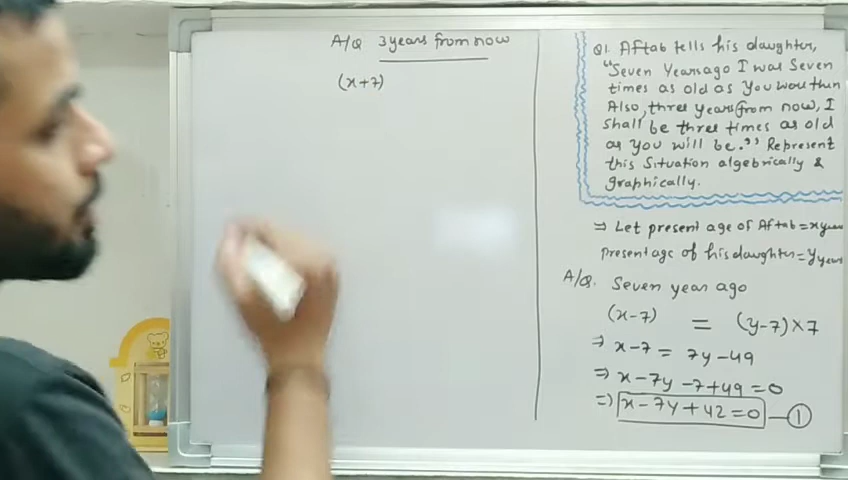 A/Q 3 years from now
(x+7)
Q1. Aftab tells his daughter,
"Seven Years ago I was Seven
times as old as you were then
Also, three years from now, I
shall be three times as old
as you will be." Represent
this Situation algebrically &
graphically.
⇒ Let present age of Aftab = x years
Present age of his daughter = y years
A/Q. Seven year ago
(x-7) = (y-7)×7
⇒ x-7 = 7y-49
⇒ x-7y-7+49=0
⇒ x-7y+42=0 —①